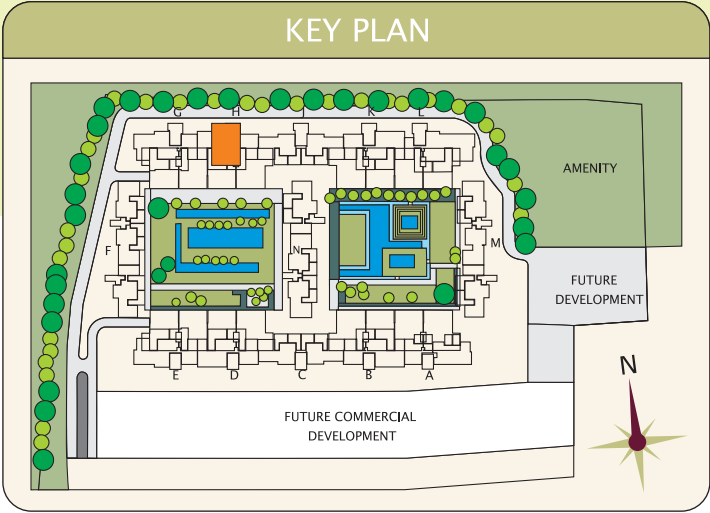 KEY PLAN
G H J K L
AMENITY
F N M
FUTURE
DEVELOPMENT
E D C B A
FUTURE COMMERCIAL
DEVELOPMENT
N